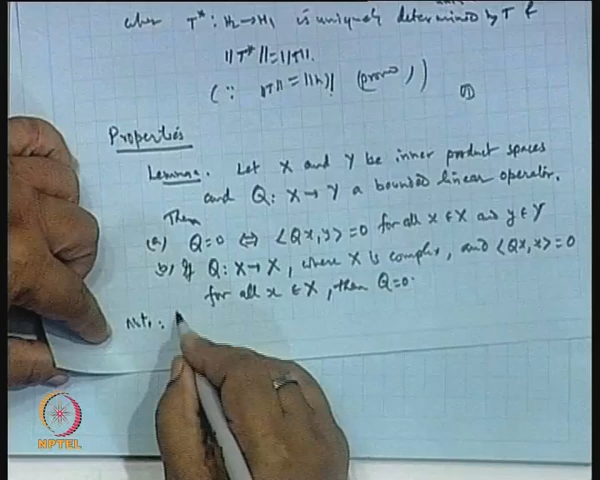 where T* : H₂→H₁ is uniquely determined by T &
||T*|| = ||T||.
(∵ ||T|| = ||h|| (proved))
Properties
Lemma. Let X and Y be inner product spaces
and Q: X→Y a bounded linear operator.
Then
(a) Q=0 ⇔ ⟨Qx,y⟩=0 for all x∈X and y∈Y
b) If Q: X→X, where X is complex, and ⟨Qx,x⟩=0
for all x ∈ X, then Q=0.
Note:
NPTEL